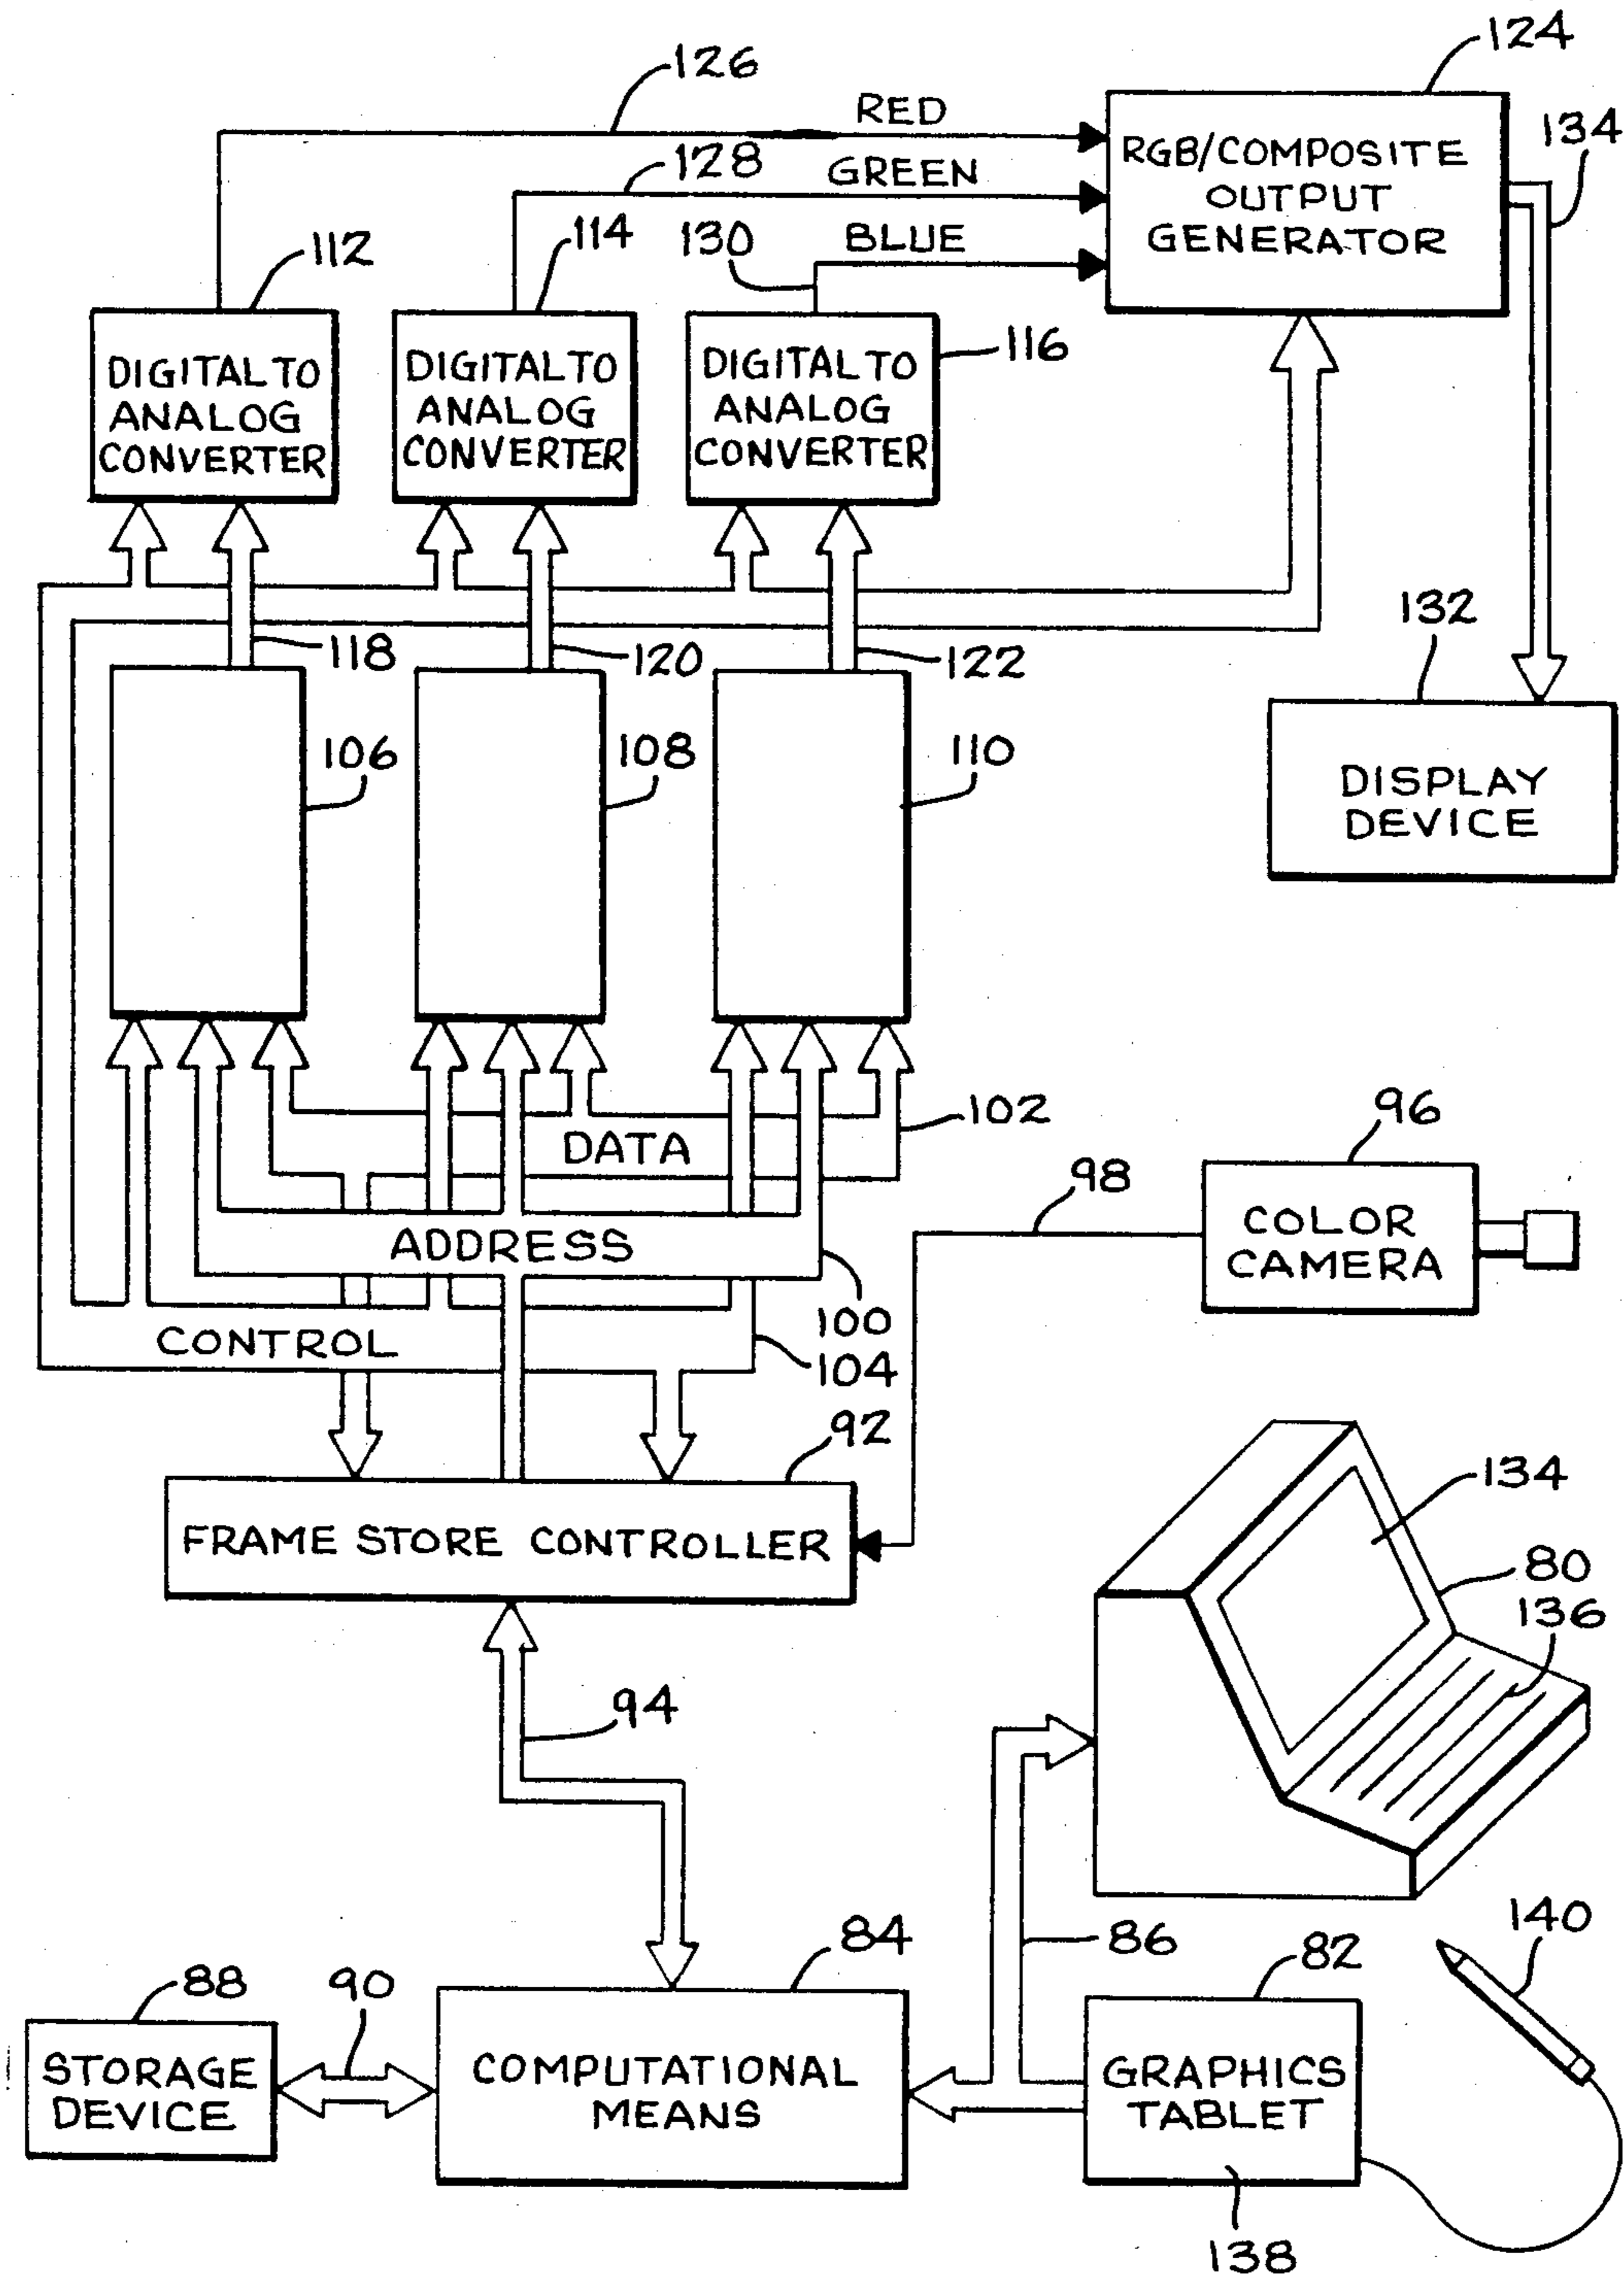 124
126
RED
134
128
GREEN
RGB/COMPOSITE
OUTPUT
GENERATOR
112
114
130
BLUE
116
DIGITAL TO
ANALOG
CONVERTER
DIGITAL TO
ANALOG
CONVERTER
DIGITAL TO
ANALOG
CONVERTER
132
118
120
122
106
108
110
DISPLAY
DEVICE
102
96
DATA
98
COLOR
CAMERA
ADDRESS
100
CONTROL
104
92
134
FRAME STORE CONTROLLER
80
136
94
140
84
86
82
88
90
STORAGE
DEVICE
COMPUTATIONAL
MEANS
GRAPHICS
TABLET
138